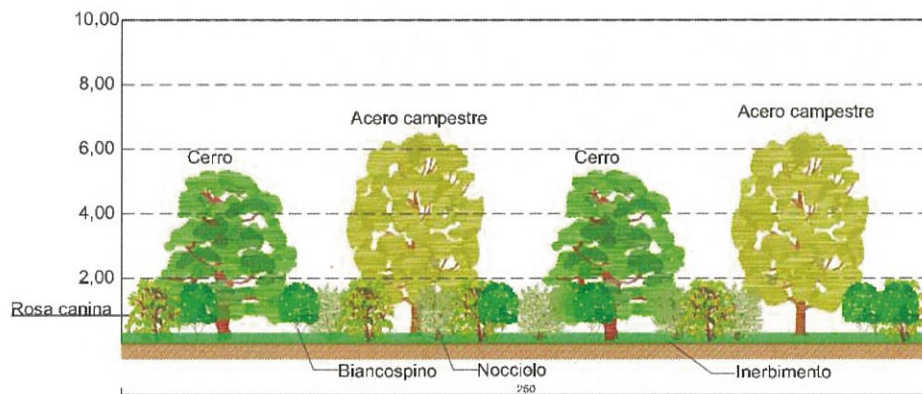 10,00
8,00
Acero campestre
Acero campestre
6,00
Cerro
Cerro
4,00
2,00
Rosa canina
Biancospino
Nocciolo
Inerbimento
250